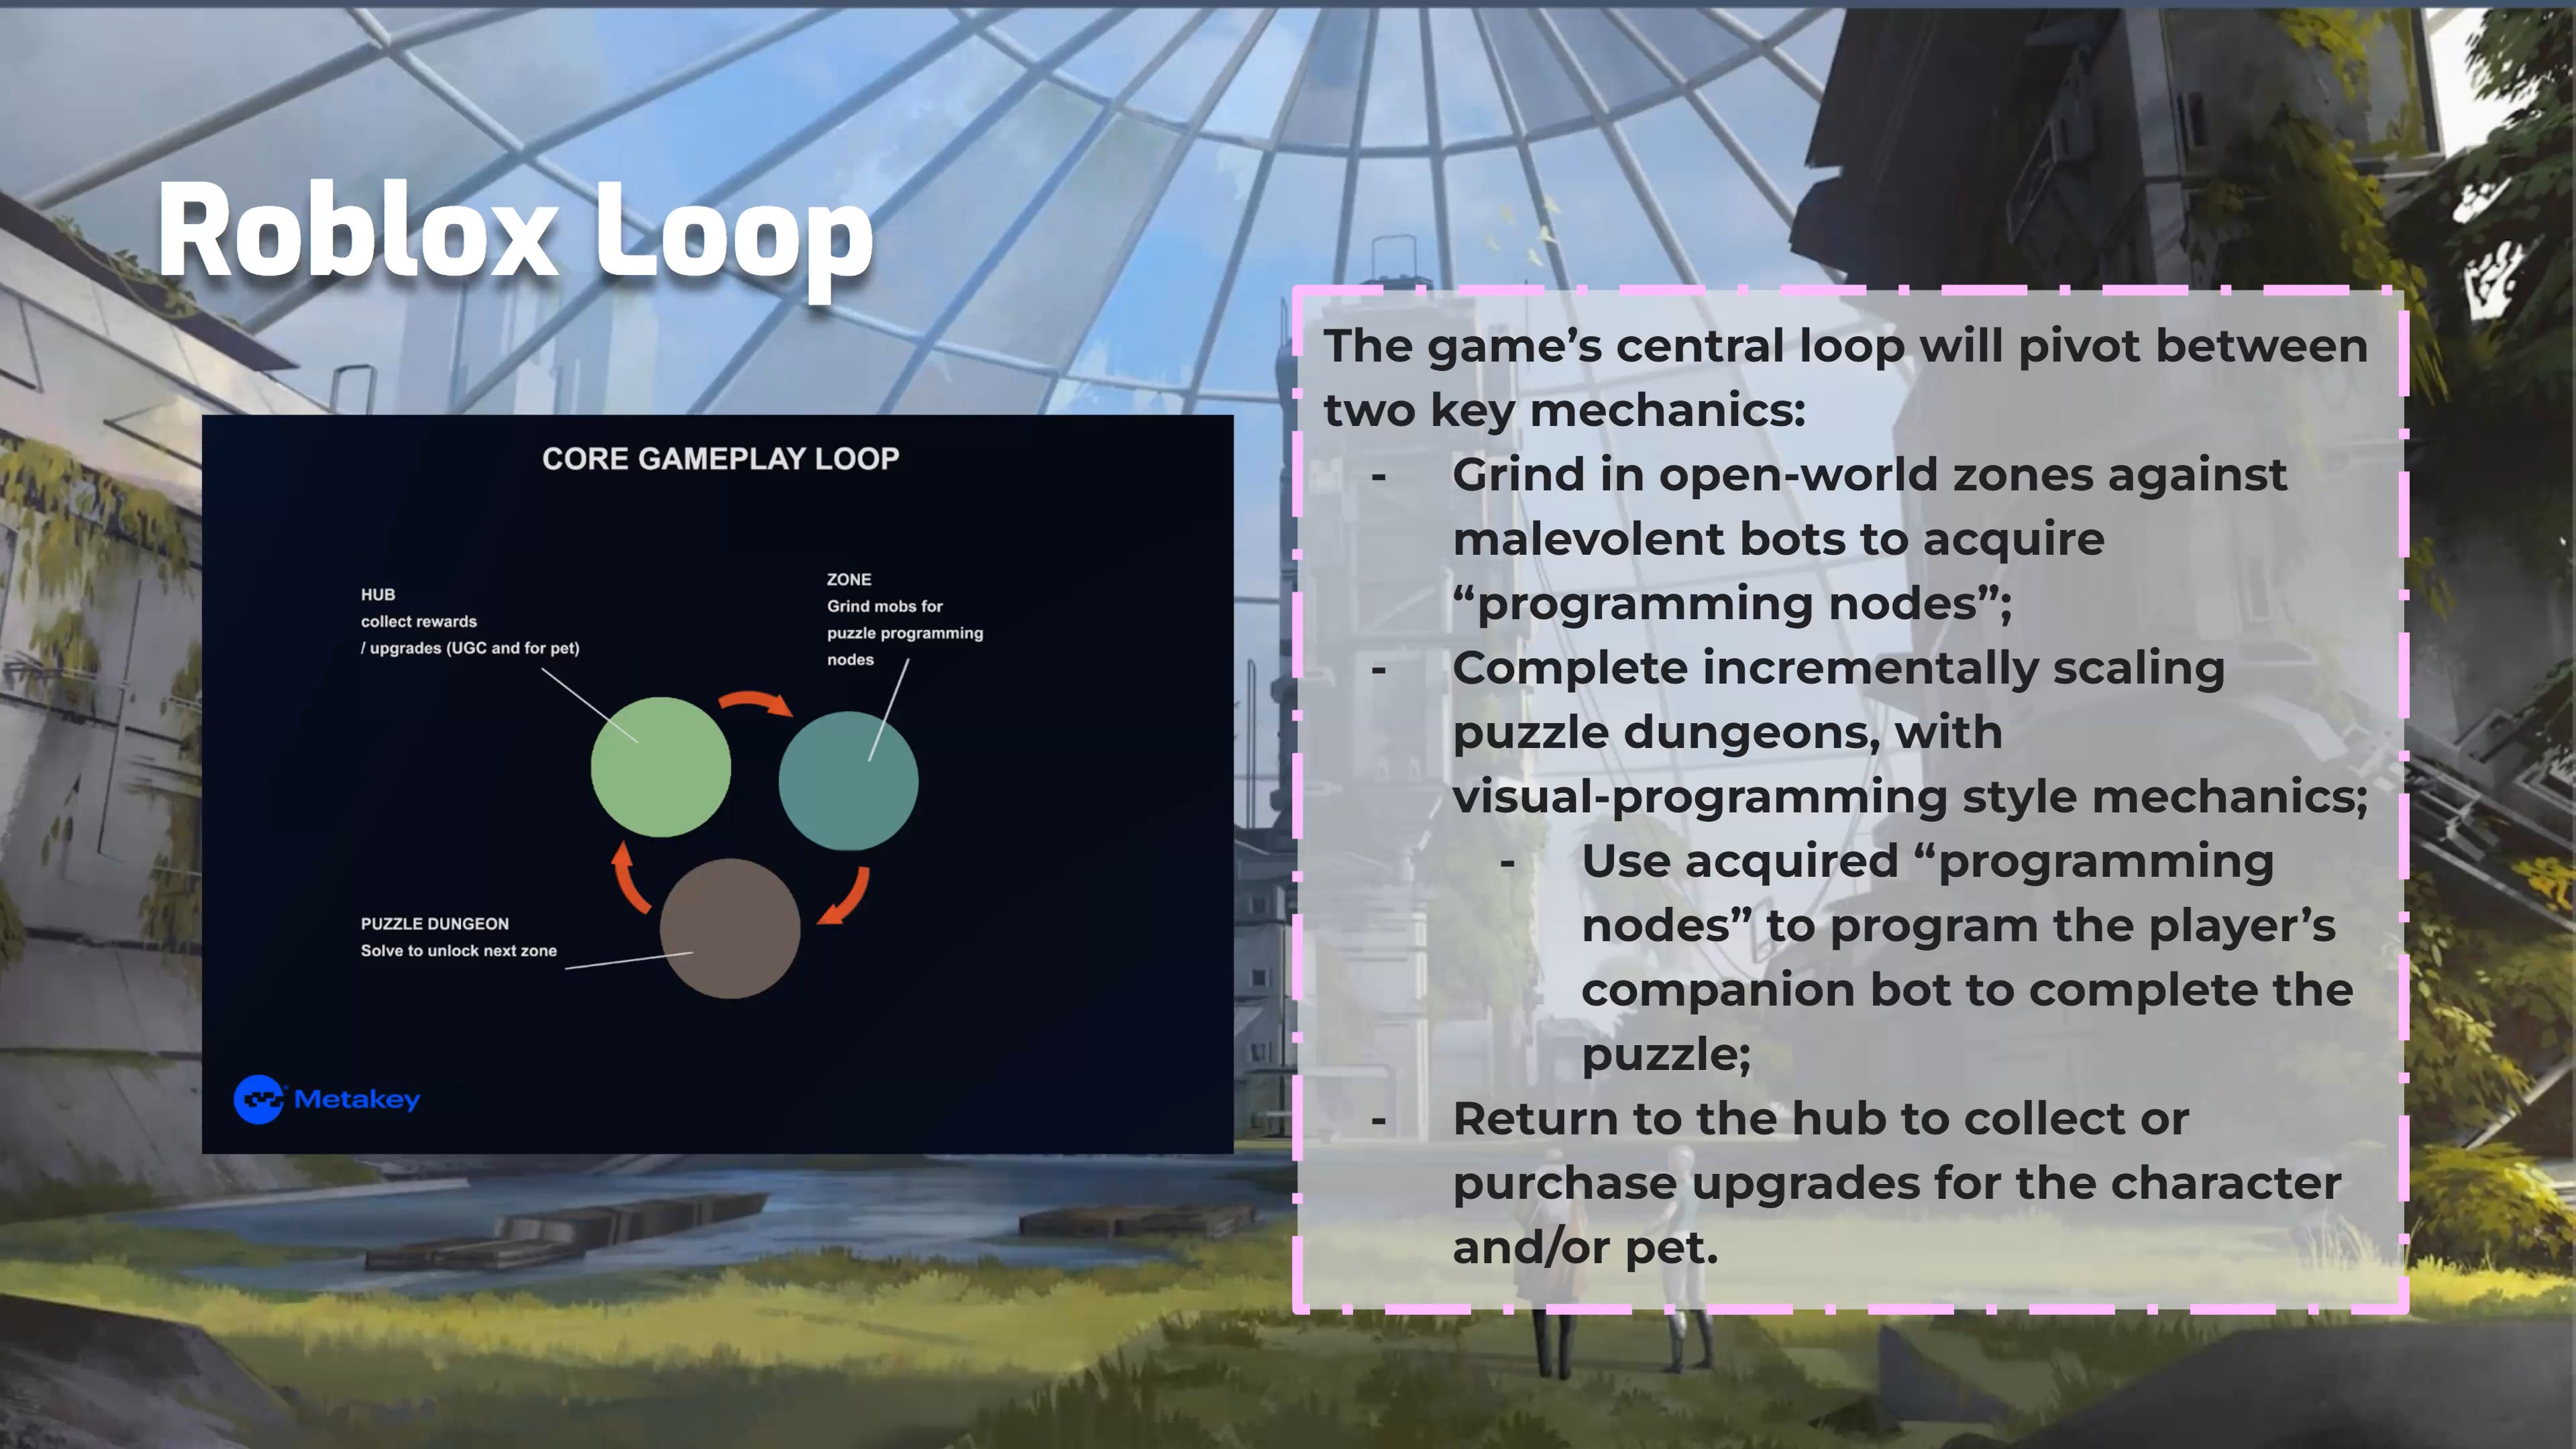 Roblox Loop
CORE GAMEPLAY LOOP
HUB
collect rewards
/ upgrades (UGC and for pet)
ZONE
Grind mobs for
puzzle programming
nodes
PUZZLE DUNGEON
Solve to unlock next zone
Metakey
The game’s central loop will pivot between
two key mechanics:
- Grind in open-world zones against
malevolent bots to acquire
“programming nodes”;
- Complete incrementally scaling
puzzle dungeons, with
visual-programming style mechanics;
- Use acquired “programming
nodes” to program the player’s
companion bot to complete the
puzzle;
- Return to the hub to collect or
purchase upgrades for the character
and/or pet.